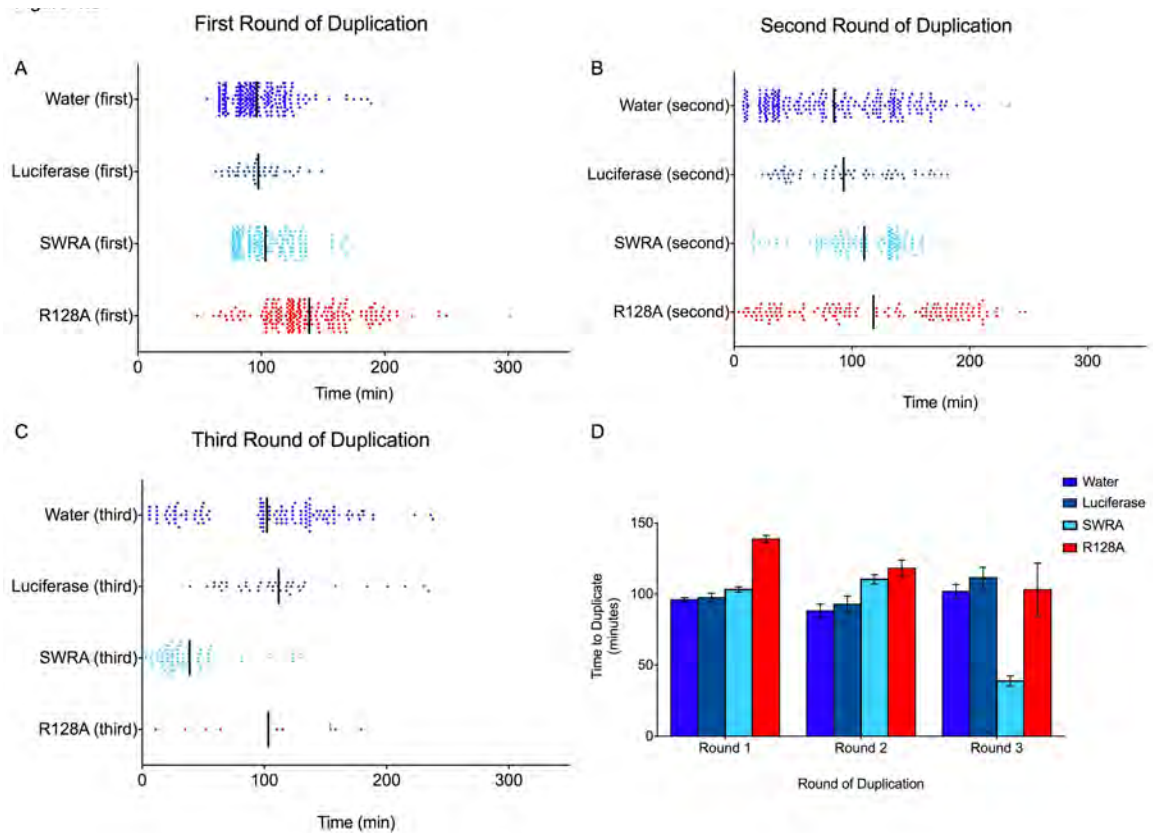 First Round of Duplication
A
Water (first)
Luciferase (first)
SWRA (first)
R128A (first)
0 100 200 300
Time (min)
Second Round of Duplication
B
Water (second)
Luciferase (second)
SWRA (second)
R128A (second)
0 100 200 300
Time (min)
C
Third Round of Duplication
Water (third)
Luciferase (third)
SWRA (third)
R128A (third)
0 100 200 300
Time (min)
D
Water
Luciferase
SWRA
R128A
150
100
50
0
Time to Duplicate
(minutes)
Round 1 Round 2 Round 3
Round of Duplication